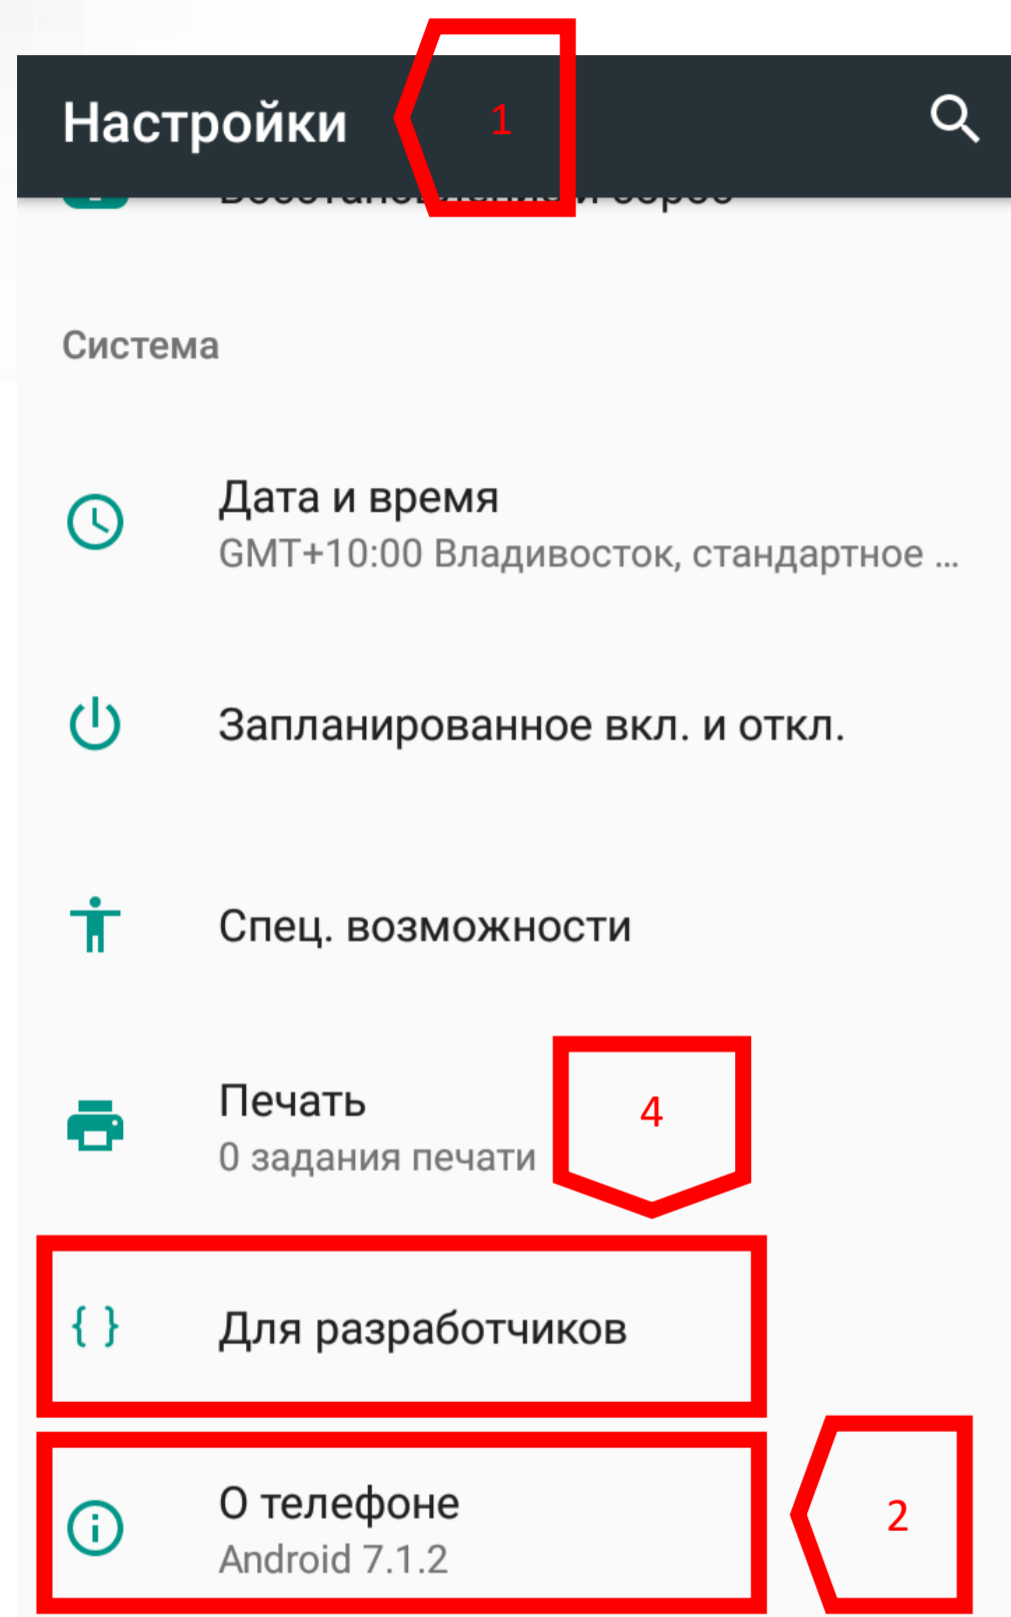 Настройки
1
Система
Дата и время
GMT+10:00 Владивосток, стандартное ...
Запланированное вкл. и откл.
Спец. возможности
Печать
0 задания печати
4
{ }
Для разработчиков
О телефоне
Android 7.1.2
2